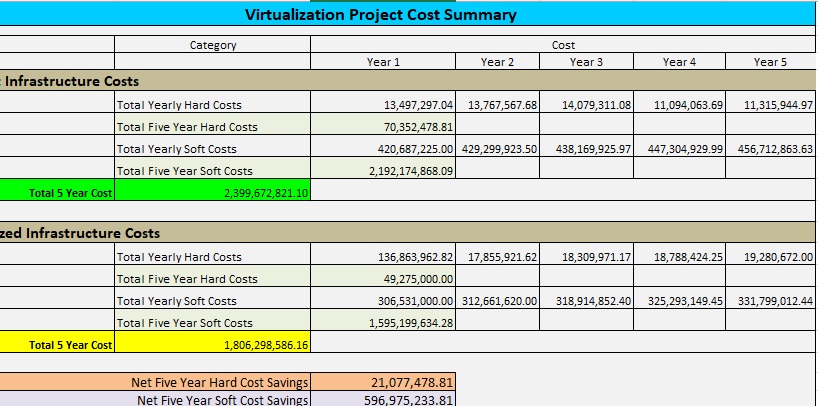 Virtualization Project Cost Summary
Category Cost
Year 1 Year 2 Year 3 Year 4 Year 5
Infrastructure Costs
Total Yearly Hard Costs 13,497,297.04 13,767,567.68 14,079,311.08 11,094,063.69 11,315,944.97
Total Five Year Hard Costs 70,352,478.81
Total Yearly Soft Costs 420,687,225.00 429,299,923.50 438,169,925.97 447,304,929.99 456,712,863.63
Total Five Year Soft Costs 2,192,174,868.09
Total 5 Year Cost 2,399,672,821.10
zed Infrastructure Costs
Total Yearly Hard Costs 136,863,962.82 17,855,921.62 18,309,971.17 18,788,424.25 19,280,672.00
Total Five Year Hard Costs 49,275,000.00
Total Yearly Soft Costs 306,531,000.00 312,661,620.00 318,914,852.40 325,293,149.45 331,799,012.44
Total Five Year Soft Costs 1,595,199,634.28
Total 5 Year Cost 1,806,298,586.16
Net Five Year Hard Cost Savings 21,077,478.81
Net Five Year Soft Cost Savings 596,975,233.81